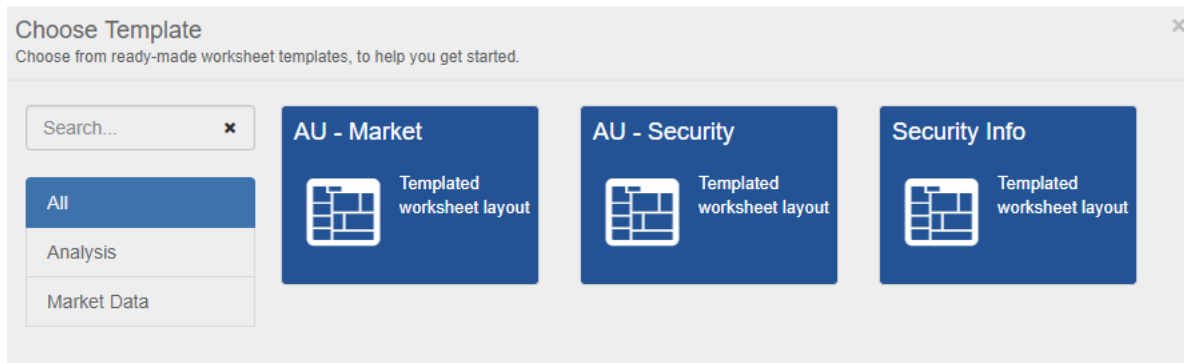 Choose Template
Choose from ready-made worksheet templates, to help you get started.
Search...
All
Analysis
Market Data
AU - Market
Templated
worksheet layout
AU - Security
Templated
worksheet layout
Security Info
Templated
worksheet layout